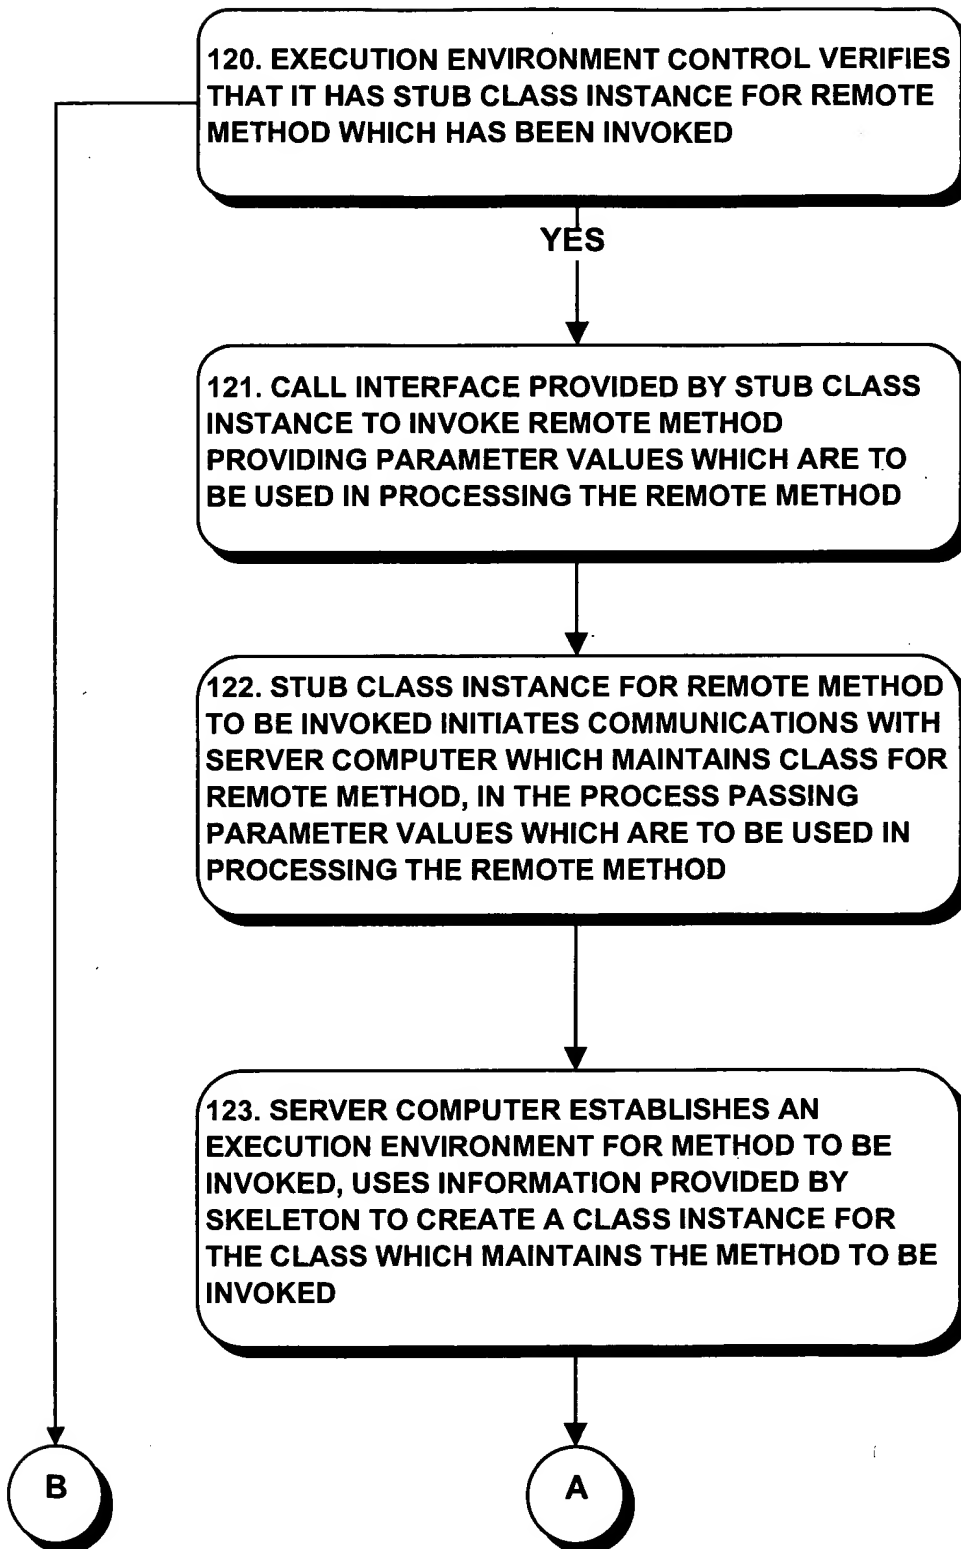 120. EXECUTION ENVIRONMENT CONTROL VERIFIES
THAT IT HAS STUB CLASS INSTANCE FOR REMOTE
METHOD WHICH HAS BEEN INVOKED
YES
121. CALL INTERFACE PROVIDED BY STUB CLASS
INSTANCE TO INVOKE REMOTE METHOD
PROVIDING PARAMETER VALUES WHICH ARE TO
BE USED IN PROCESSING THE REMOTE METHOD
122. STUB CLASS INSTANCE FOR REMOTE METHOD
TO BE INVOKED INITIATES COMMUNICATIONS WITH
SERVER COMPUTER WHICH MAINTAINS CLASS FOR
REMOTE METHOD, IN THE PROCESS PASSING
PARAMETER VALUES WHICH ARE TO BE USED IN
PROCESSING THE REMOTE METHOD
123. SERVER COMPUTER ESTABLISHES AN
EXECUTION ENVIRONMENT FOR METHOD TO BE
INVOKED, USES INFORMATION PROVIDED BY
SKELETON TO CREATE A CLASS INSTANCE FOR
THE CLASS WHICH MAINTAINS THE METHOD TO BE
INVOKED
B
A